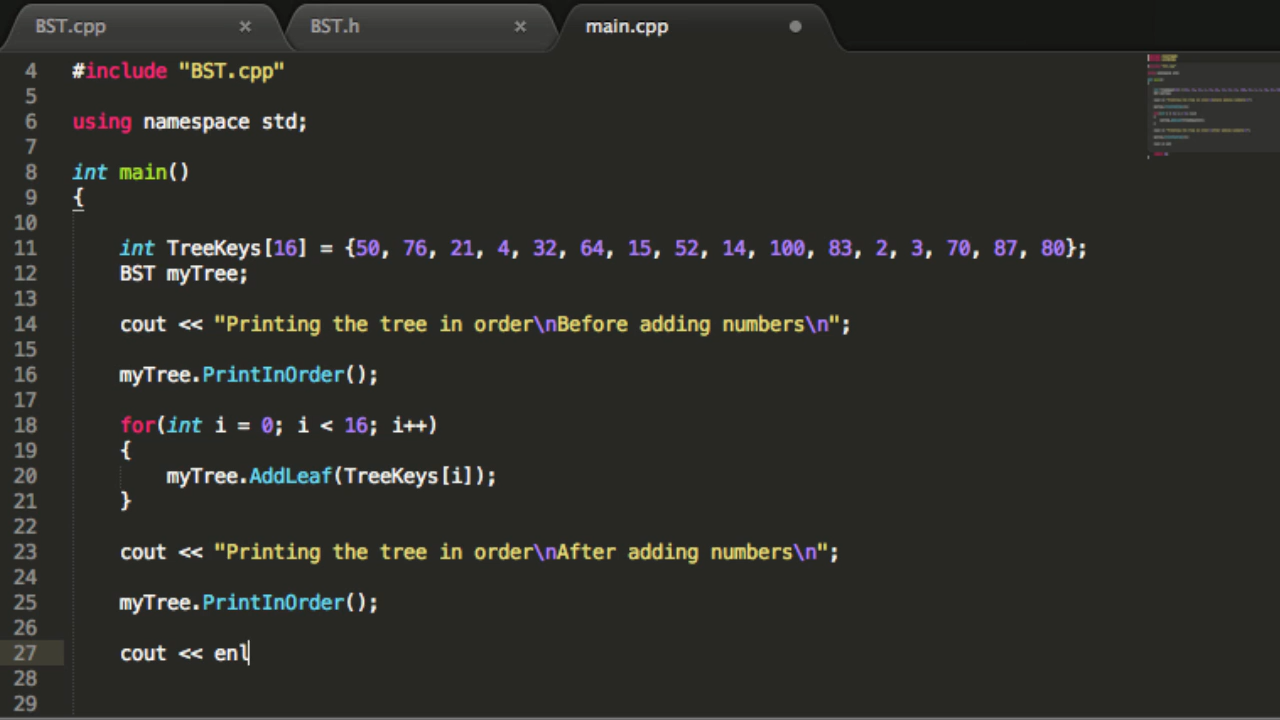 BST.cpp × BST.h × main.cpp
4 #include "BST.cpp"
5
6 using namespace std;
7
8 int main()
9 {
10
11 int TreeKeys[16] = {50, 76, 21, 4, 32, 64, 15, 52, 14, 100, 83, 2, 3, 70, 87, 80};
12 BST myTree;
13
14 cout << "Printing the tree in order\nBefore adding numbers\n";
15
16 myTree.PrintInOrder();
17
18 for(int i = 0; i < 16; i++)
19 {
20 myTree.AddLeaf(TreeKeys[i]);
21 }
22
23 cout << "Printing the tree in order\nAfter adding numbers\n";
24
25 myTree.PrintInOrder();
26
27 cout << enl
28
29